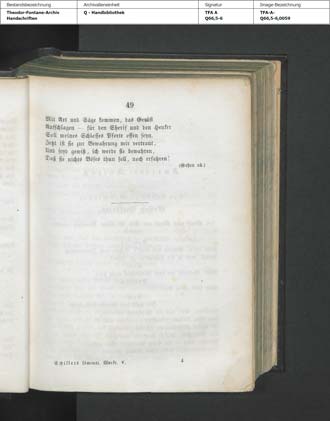 Bestandsbezeichnung
Archivalieneinheit
Signatur
Image-Bezeichnung
Theodor-Fontane-Archiv
Handschriften
Q - Handbibliothek
TFA A
Q66,5-6
TFA-A-
Q66,5-6,0059
49
Mit Axt und Säge kommen, das Gerüst
Aufschlagen — für den Sherif und den Henker
Soll meines Schlosses Pforte offen seyn.
Jetzt ist sie zur Bewahrung mir vertraut,
Und seyd gewiß, ich werde sie bewahren,
Daß sie nichts Böses thun soll, noch erfahren!
(Gehen ab.)
Schillers sämmtl. Werke. V.
4